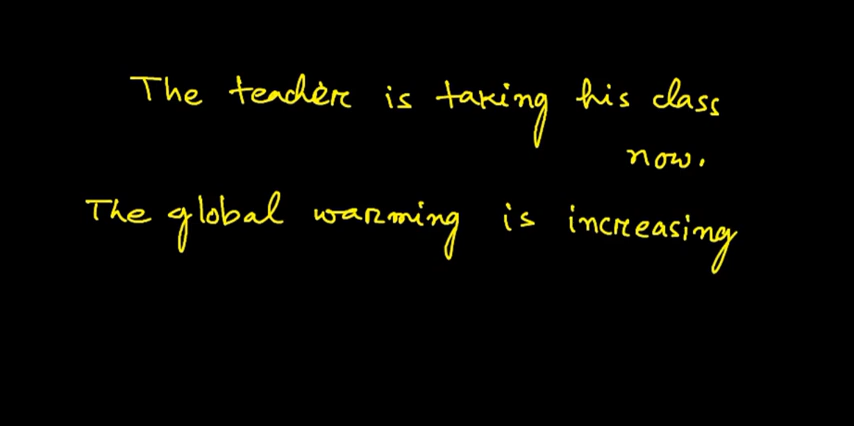 The teacher is taking his class
now.
The global warming is increasing